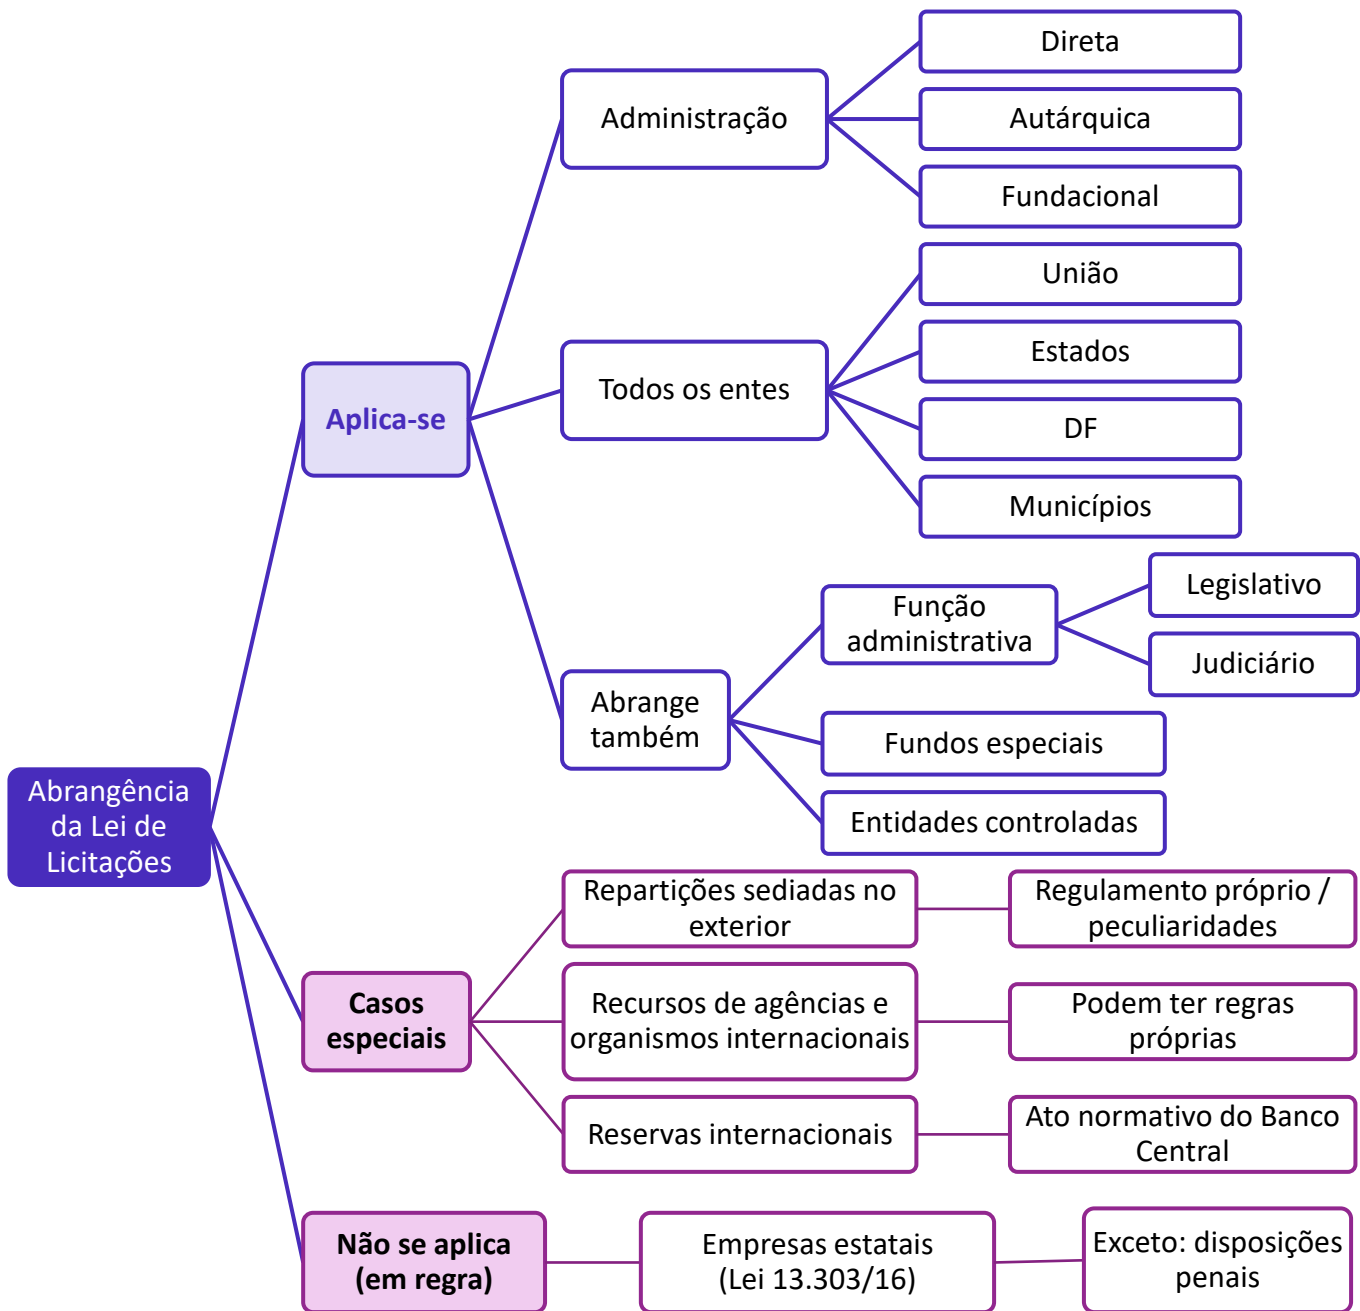 Abrangência
da Lei de
Licitações
Aplica-se
Administração
Direta
Autárquica
Fundacional
Todos os entes
União
Estados
DF
Municípios
Abrange
também
Função
administrativa
Legislativo
Judiciário
Fundos especiais
Entidades controladas
Casos
especiais
Repartições sediadas no
exterior
Regulamento próprio /
peculiaridades
Recursos de agências e
organismos internacionais
Podem ter regras
próprias
Reservas internacionais
Ato normativo do Banco
Central
Não se aplica
(em regra)
Empresas estatais
(Lei 13.303/16)
Exceto: disposições
penais